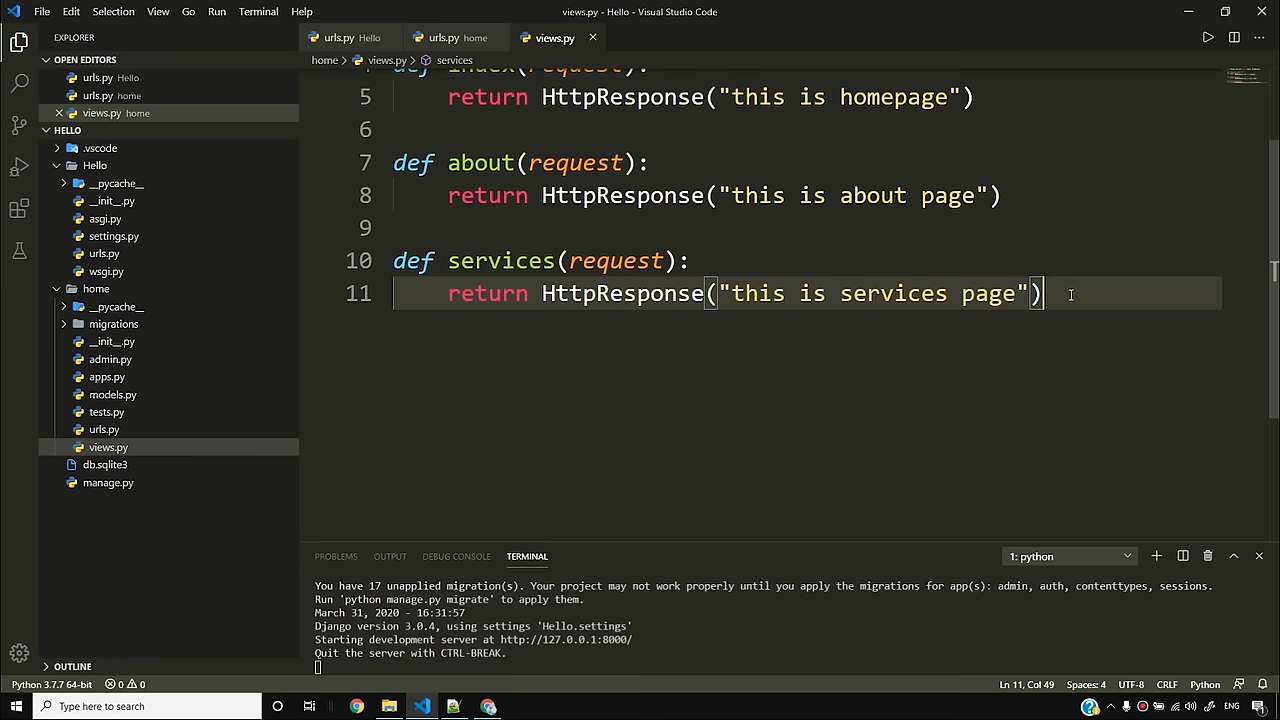 File Edit Selection View Go Run Terminal Help
views.py - Hello - Visual Studio Code
EXPLORER
OPEN EDITORS
urls.py Hello
urls.py home
views.py home
HELLO
.vscode
Hello
__pycache__
__init__.py
asgi.py
settings.py
urls.py
wsgi.py
home
__pycache__
migrations
__init__.py
admin.py
apps.py
models.py
tests.py
urls.py
views.py
db.sqlite3
manage.py
OUTLINE
urls.py Hello
urls.py home
views.py
home > views.py > services
4 def index(request):
5 return HttpResponse("this is homepage")
6
7 def about(request):
8 return HttpResponse("this is about page")
9
10 def services(request):
11 return HttpResponse("this is services page")
PROBLEMS OUTPUT DEBUG CONSOLE TERMINAL
1: python
You have 17 unapplied migration(s). Your project may not work properly until you apply the migrations for app(s): admin, auth, contenttypes, sessions.
Run 'python manage.py migrate' to apply them.
March 31, 2020 - 16:31:57
Django version 3.0.4, using settings 'Hello.settings'
Starting development server at http://127.0.0.1:8000/
Quit the server with CTRL-BREAK.
Python 3.7.7 64-bit 0 0
Ln 11, Col 49 Spaces: 4 UTF-8 CRLF Python
Type here to search
ENG